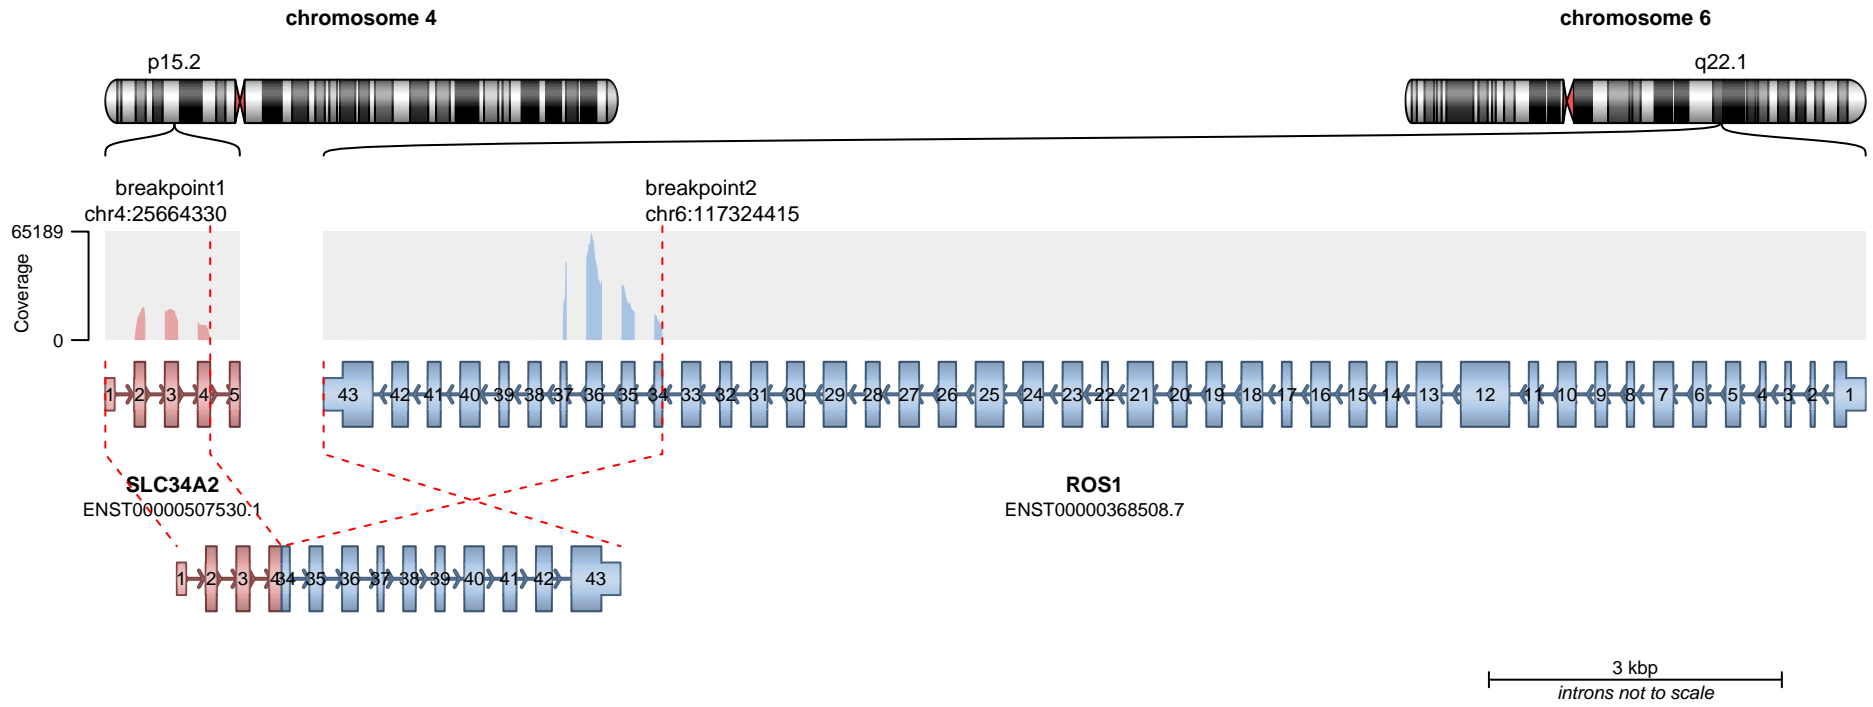 chromosome 4
chromosome 6
p15.2
q22.1
breakpoint1
chr4:25664330
breakpoint2
chr6:117324415
65189
Coverage
0
1 2 3 4 5
43 42 41 40 39 38 37 36 35 34 33 32 31 30 29 28 27 26 25 24 23 22 21 20 19 18 17 16 15 14 13 12 11 10 9 8 7 6 5 4 3 2 1
SLC34A2
ENST00000507530.1
ROS1
ENST00000368508.7
1 2 3 4 34 35 36 37 38 39 40 41 42 43
3 kbp
introns not to scale